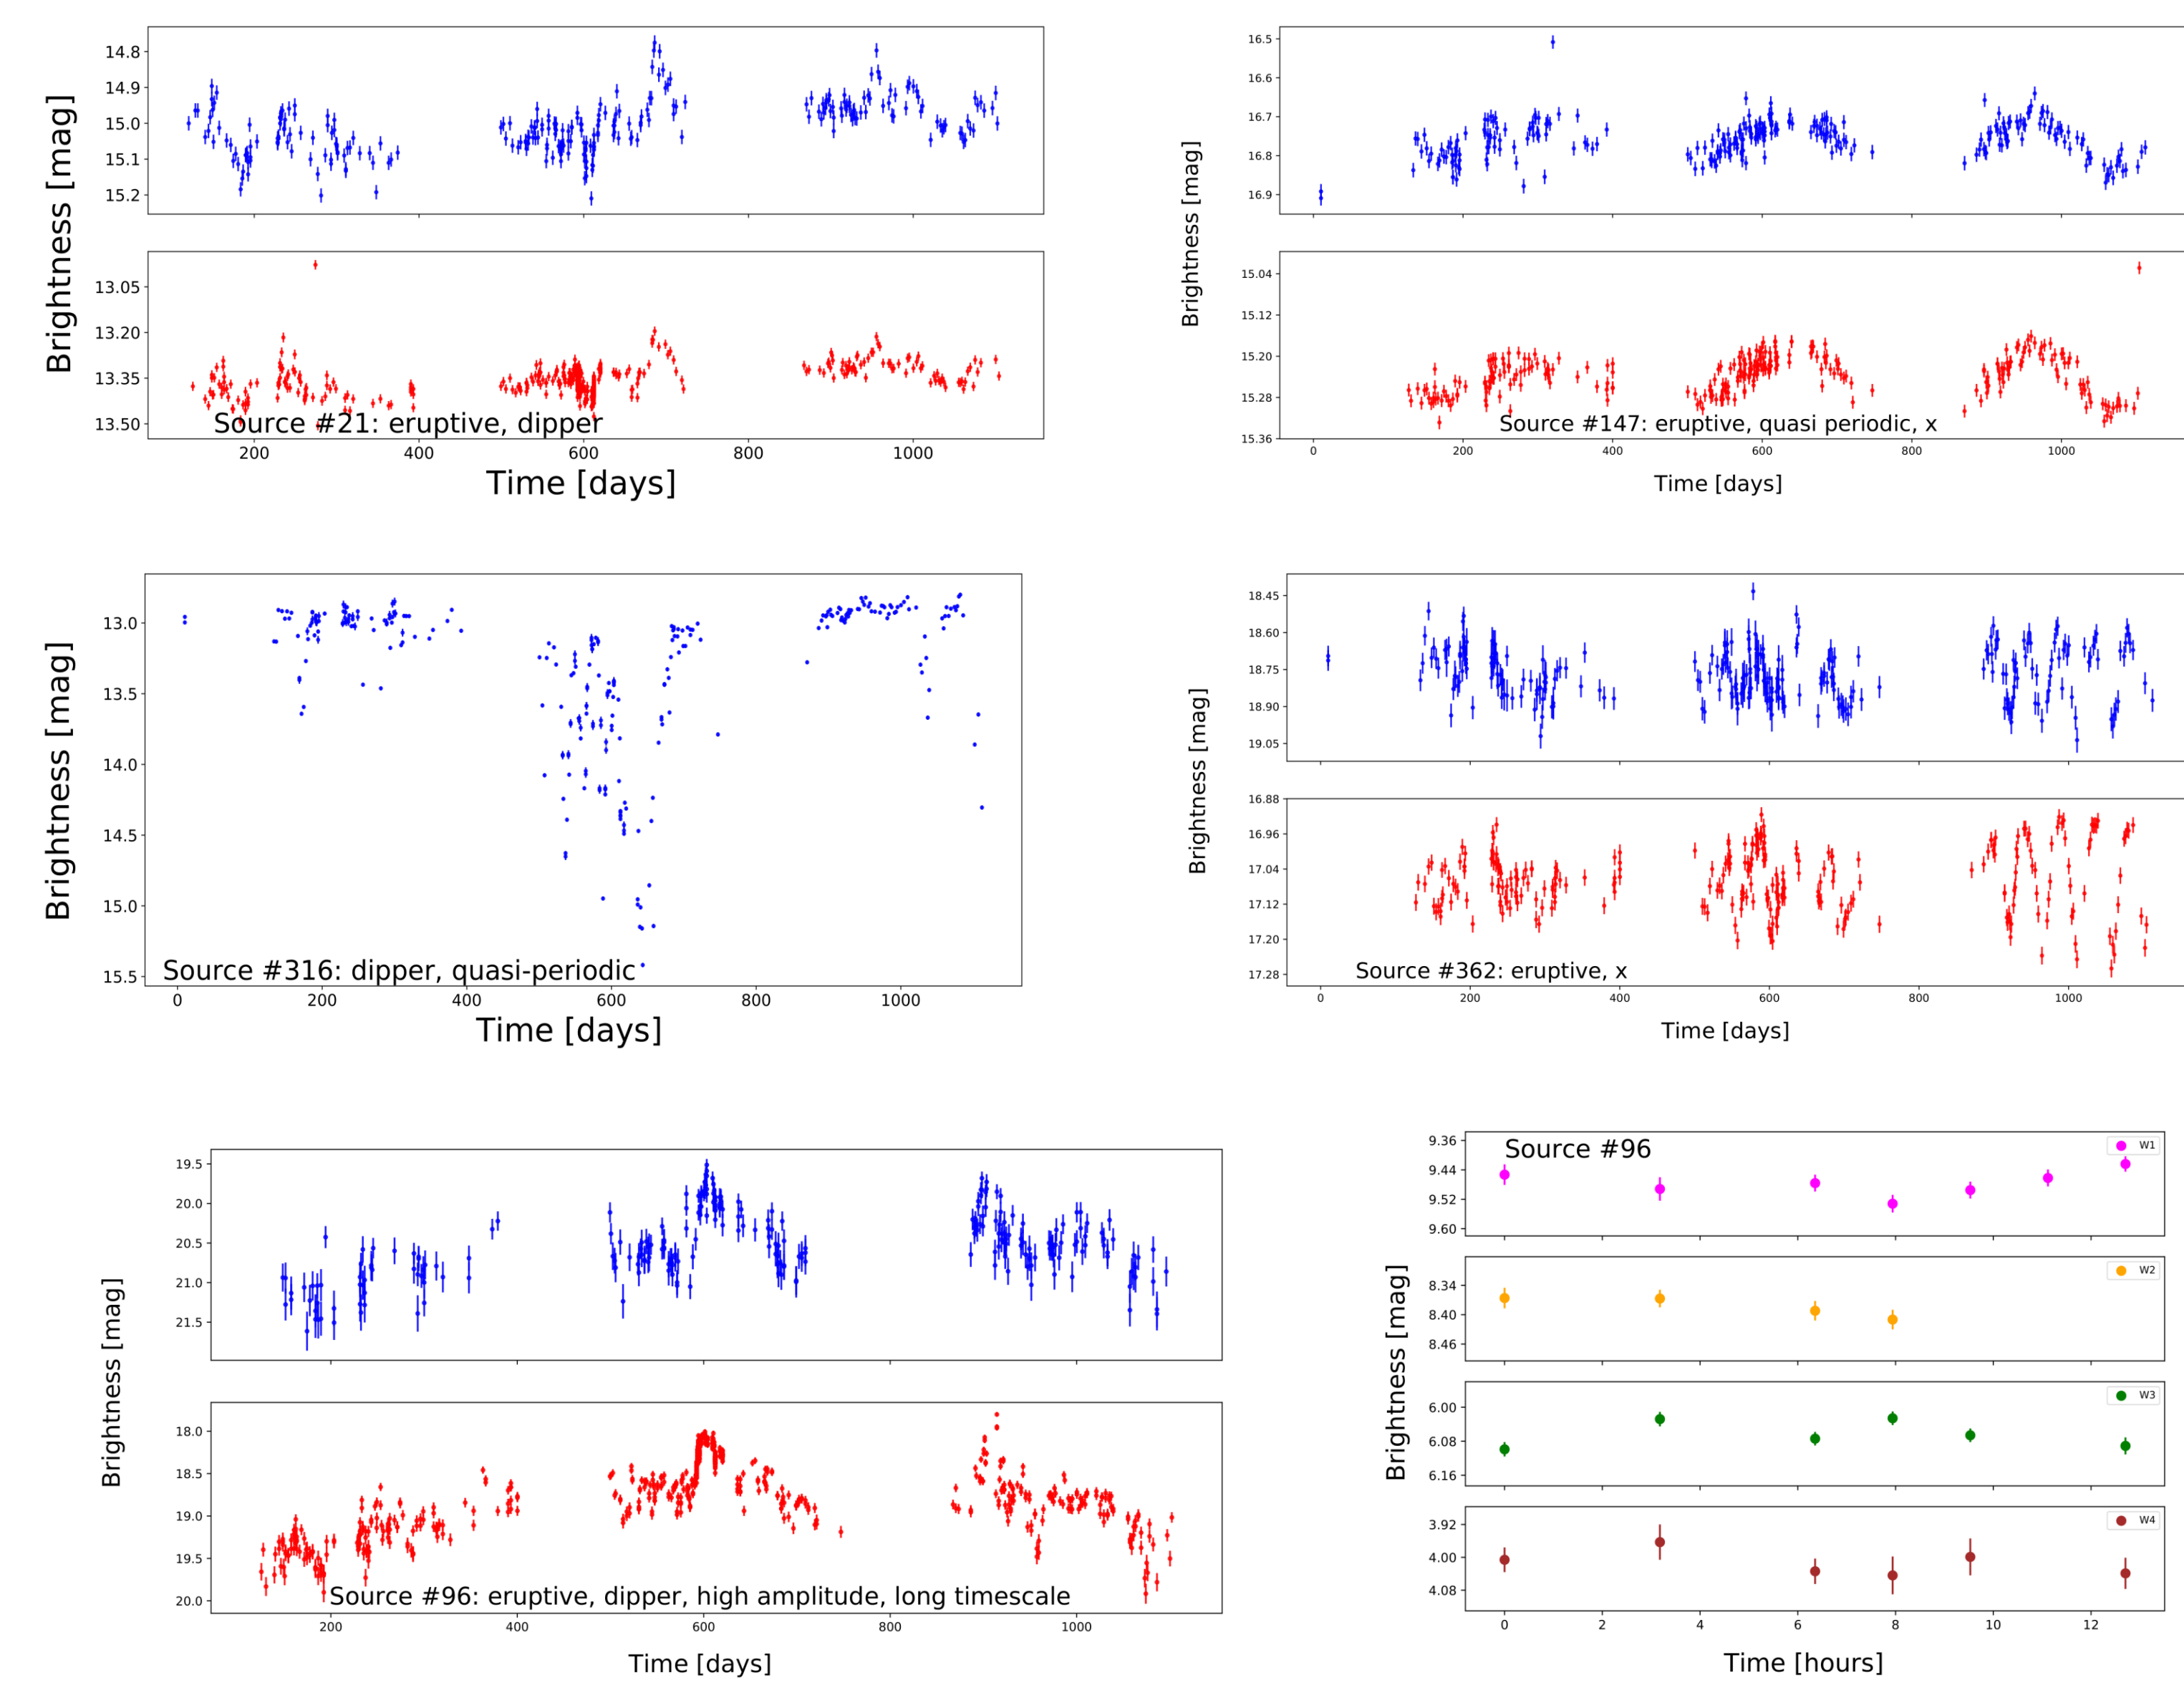 14.8
14.9
15.0
15.1
15.2
13.05
13.20
13.35
13.50
Brightness [mag]
Source #21: eruptive, dipper
200 400 600 800 1000
Time [days]
16.5
16.6
16.7
16.8
16.9
15.04
15.12
15.20
15.28
15.36
Brightness [mag]
Source #147: eruptive, quasi periodic, x
0 200 400 600 800 1000
Time [days]
13.0
13.5
14.0
14.5
15.0
15.5
Brightness [mag]
Source #316: dipper, quasi-periodic
0 200 400 600 800 1000
Time [days]
18.45
18.60
18.75
18.90
19.05
16.88
16.96
17.04
17.12
17.20
17.28
Brightness [mag]
Source #362: eruptive, x
0 200 400 600 800 1000
Time [days]
19.5
20.0
20.5
21.0
21.5
18.0
18.5
19.0
19.5
20.0
Brightness [mag]
Source #96: eruptive, dipper, high amplitude, long timescale
200 400 600 800 1000
Time [days]
Source #96
W1
9.36
9.44
9.52
9.60
W2
8.34
8.40
8.46
W3
6.00
6.08
6.16
W4
3.92
4.00
4.08
Brightness [mag]
0 2 4 6 8 10 12
Time [hours]